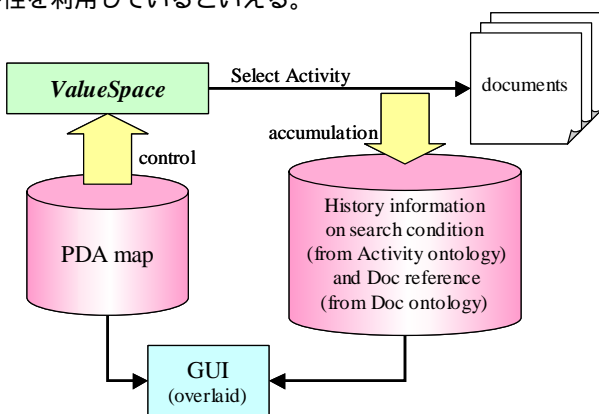 性を利用しているといえる。
ValueSpace
Select Activity
documents
accumulation
control
PDA map
History information
on search condition
(from Activity ontology)
and Doc reference
(from Doc ontology)
GUI
(overlaid)